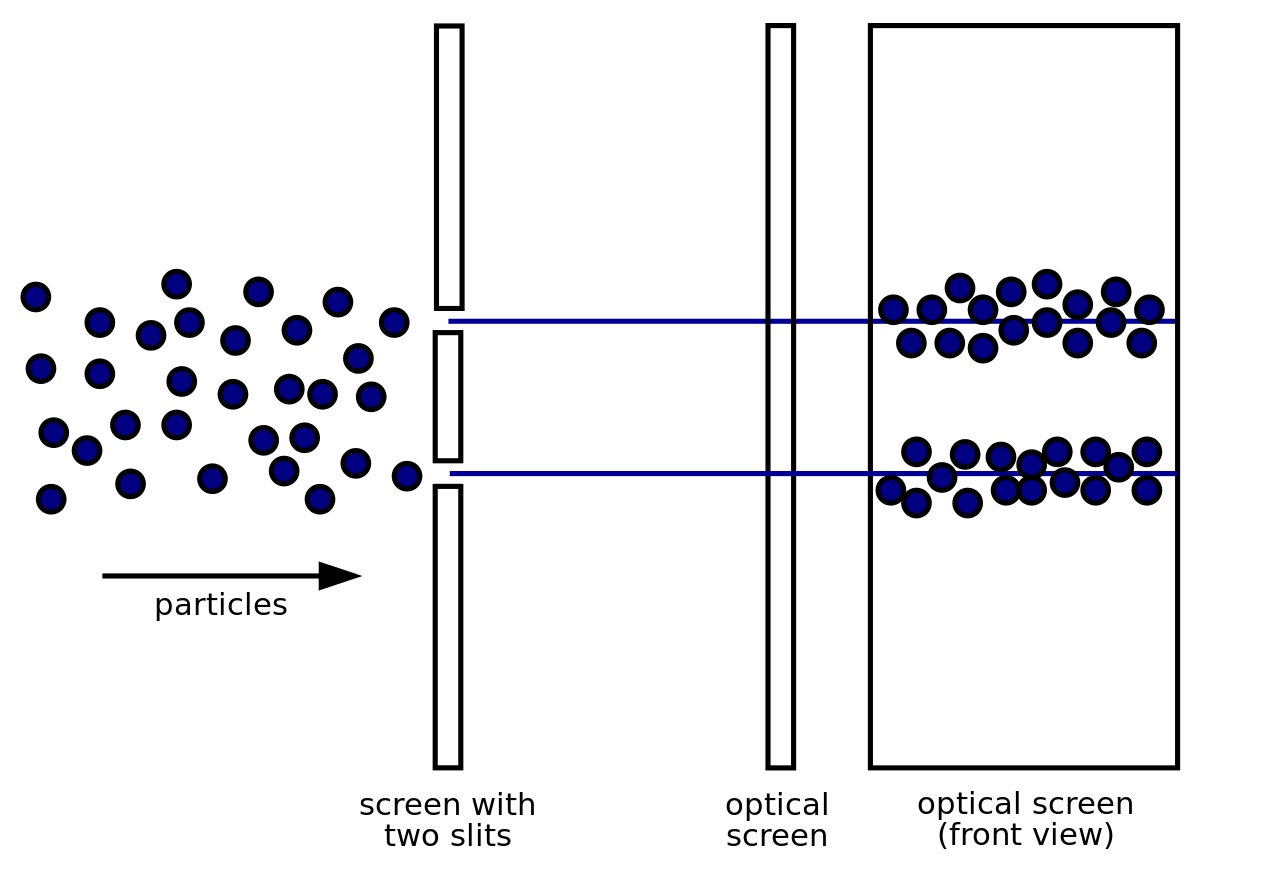 particles
screen with
two slits
optical
screen
optical screen
(front view)